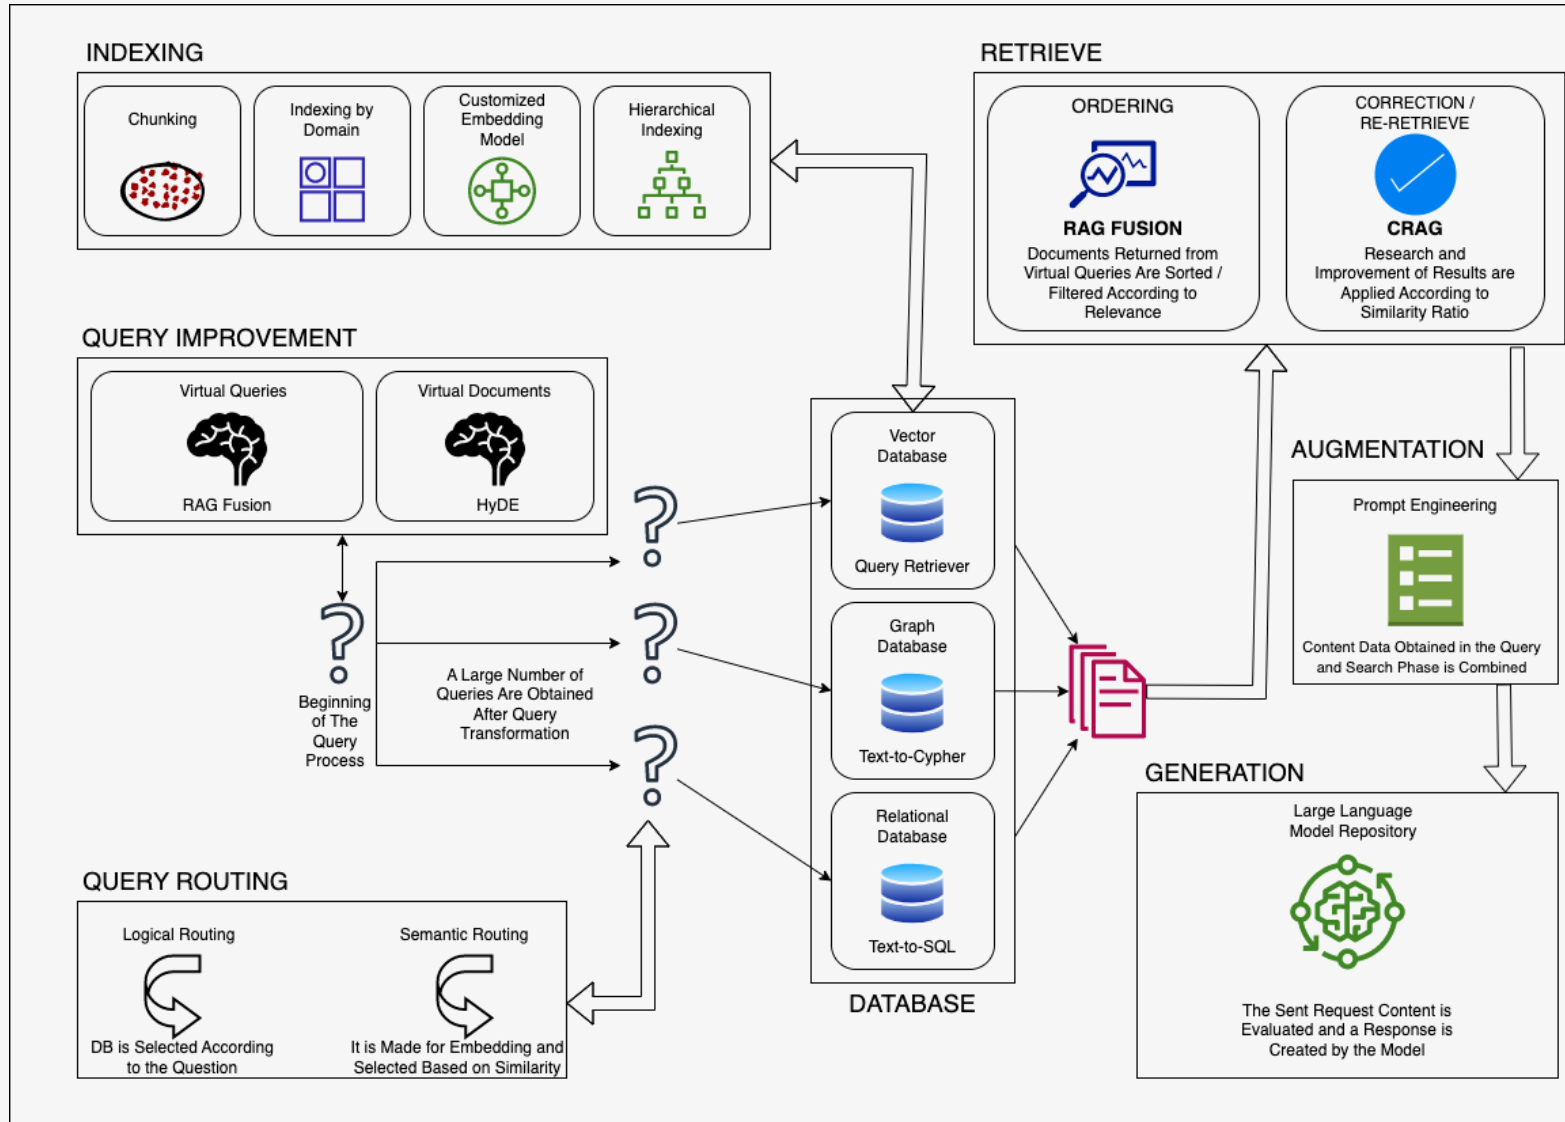 INDEXING
Chunking
Indexing by
Domain
Customized
Embedding
Model
Hierarchical
Indexing
RETRIEVE
ORDERING
RAG FUSION
Documents Returned from
Virtual Queries Are Sorted /
Filtered According to
Relevance
CORRECTION /
RE-RETRIEVE
CRAG
Research and
Improvement of Results are
Applied According to
Similarity Ratio
QUERY IMPROVEMENT
Virtual Queries
RAG Fusion
Virtual Documents
HyDE
Beginning
of The
Query
Process
A Large Number of
Queries Are Obtained
After Query
Transformation
Vector
Database
Query Retriever
Graph
Database
Text-to-Cypher
Relational
Database
Text-to-SQL
DATABASE
AUGMENTATION
Prompt Engineering
Content Data Obtained in the Query
and Search Phase is Combined
GENERATION
Large Language
Model Repository
The Sent Request Content is
Evaluated and a Response is
Created by the Model
QUERY ROUTING
Logical Routing
DB is Selected According
to the Question
Semantic Routing
It is Made for Embedding and
Selected Based on Similarity